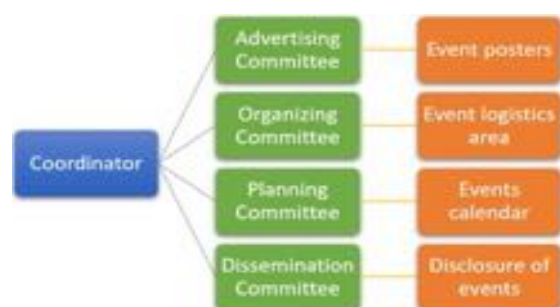 Coordinator
Advertising
Committee
Event posters
Organizing
Committee
Event logistics
area
Planning
Committee
Events
calendar
Dissemination
Committee
Disclosure of
events